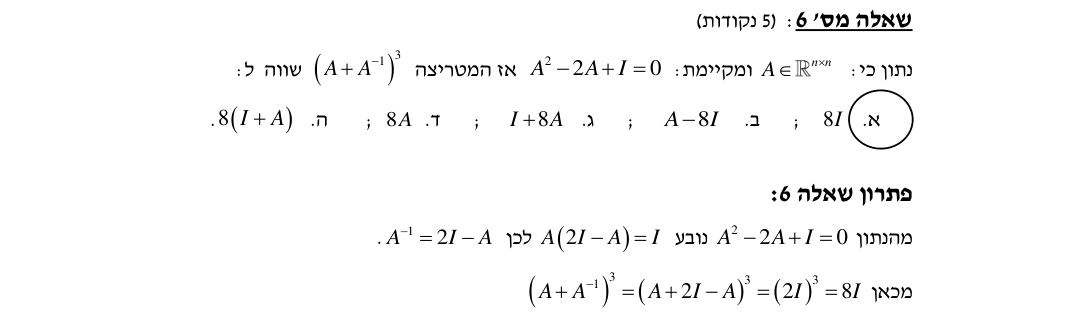 שאלה מס' 6 : (5 נקודות)
נתון כי : A∈ℝⁿˣⁿ ומקיימת: A² − 2A + I = 0 אז המטריצה (A + A⁻¹)³ שווה ל:
א. 8I ; ב. A − 8I ; ג. I + 8A ; ד. 8A ; ה. 8(I + A).
פתרון שאלה 6:
מהנתון A² − 2A + I = 0 נובע A(2I − A) = I לכן A⁻¹ = 2I − A .
מכאן (A + A⁻¹)³ = (A + 2I − A)³ = (2I)³ = 8I